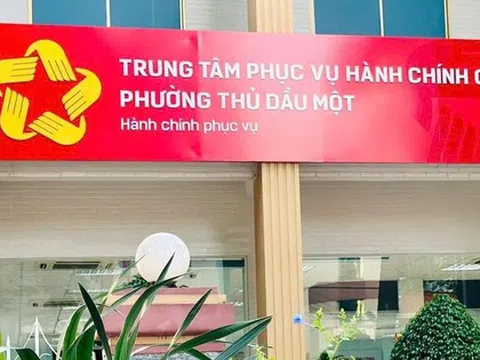 TRUNG TÂM PHỤC VỤ HÀNH CHÍNH
PHƯỜNG THỦ DẦU MỘT
Hành chính phục vụ